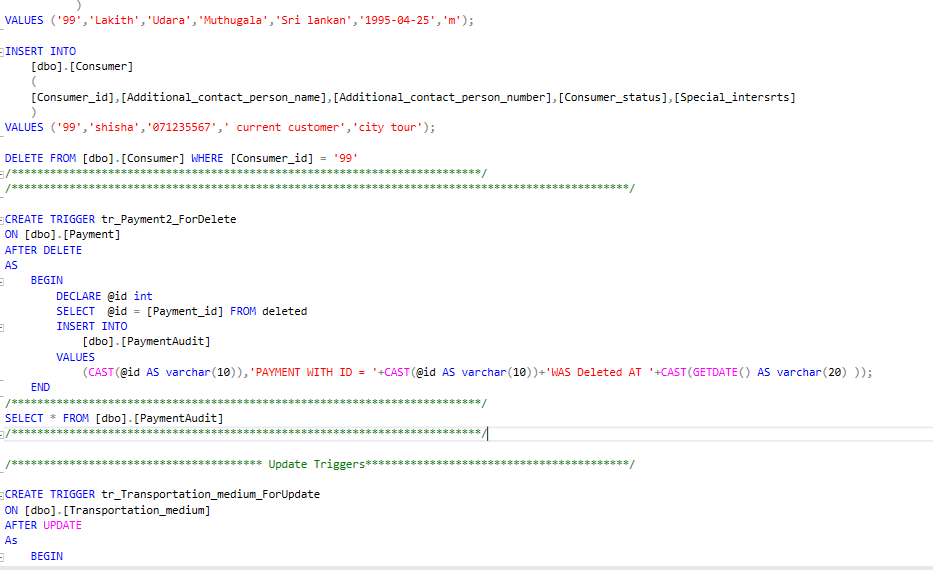 )
VALUES ('99','Lakith','Udara','Muthugala','Sri lankan','1995-04-25','m');
INSERT INTO
[dbo].[Consumer]
(
[Consumer_id],[Additional_contact_person_name],[Additional_contact_person_number],[Consumer_status],[Special_intersrts]
)
VALUES ('99','shisha','071235567',' current customer','city tour');
DELETE FROM [dbo].[Consumer] WHERE [Consumer_id] = '99'
/*************************************************************************/
/************************************************************************************************/
CREATE TRIGGER tr_Payment2_ForDelete
ON [dbo].[Payment]
AFTER DELETE
AS
BEGIN
DECLARE @id int
SELECT  @id = [Payment_id] FROM deleted
INSERT INTO
[dbo].[PaymentAudit]
VALUES
(CAST(@id AS varchar(10)),'PAYMENT WITH ID = '+CAST(@id AS varchar(10))+'WAS Deleted AT '+CAST(GETDATE() AS varchar(20) ));
END
/*************************************************************************/
SELECT * FROM [dbo].[PaymentAudit]
/*************************************************************************/
/*************************************** Update Triggers*****************************************/
CREATE TRIGGER tr_Transportation_medium_ForUpdate
ON [dbo].[Transportation_medium]
AFTER UPDATE
As
BEGIN